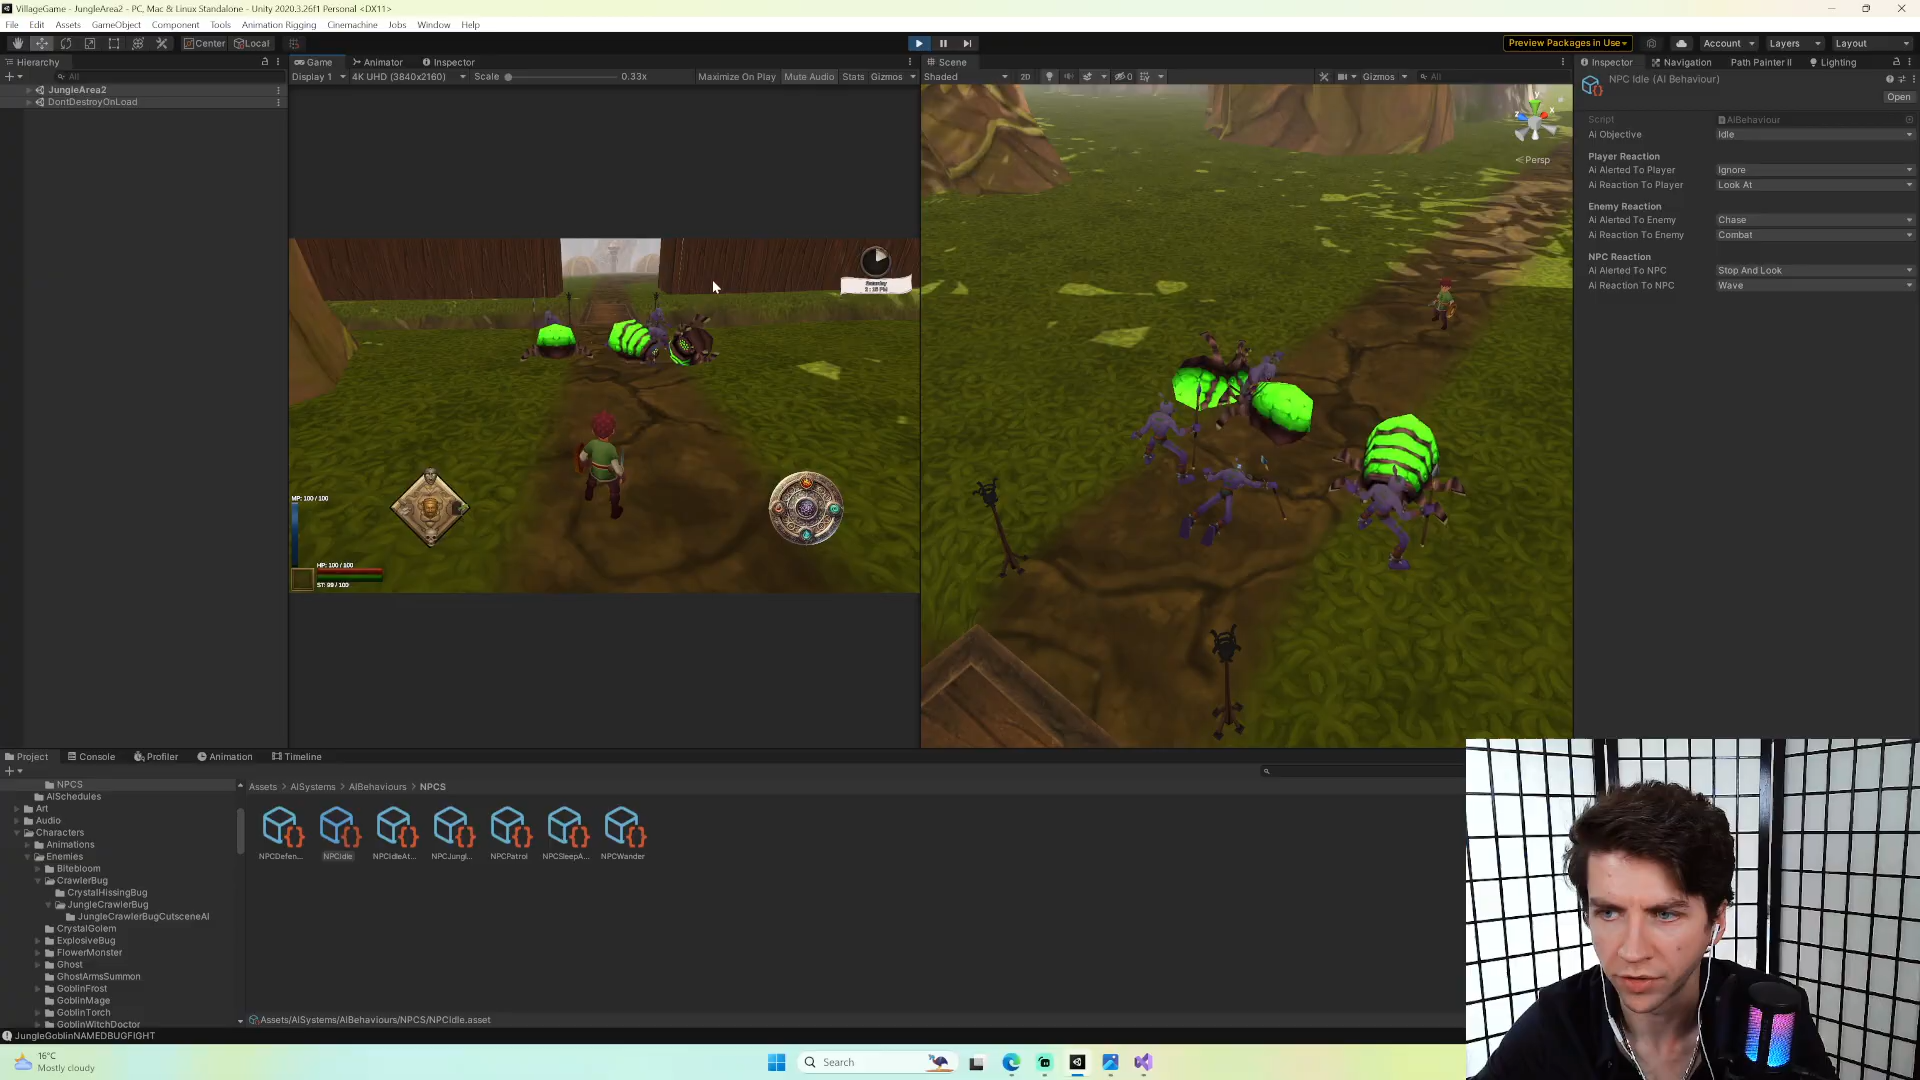 VillageGame - JungleArea2 - PC, Mac & Linux Standalone - Unity 2020.3.26f1 Personal <DX11>
File Edit Assets GameObject Component Tools Animation Rigging Cinemachine Jobs Window Help
Center Local
Preview Packages in Use Account Layers Layout
Hierarchy
All
JungleArea2
DontDestroyOnLoad
Game Animator Inspector
Display 1 4K UHD (3840x2160) Scale 0.33x Maximize On Play Mute Audio Stats Gizmos
MP: 100 / 100
HP: 100 / 100
ST: 99 / 100
Scene
Shaded 2D 0 Gizmos All
y
x
z
Persp
Inspector Navigation Path Painter II Lighting
NPC Idle (AI Behaviour)
Open
Script AIBehaviour
Ai Objective Idle
Player Reaction
Ai Alerted To Player Ignore
Ai Reaction To Player Look At
Enemy Reaction
Ai Alerted To Enemy Chase
Ai Reaction To Enemy Combat
NPC Reaction
Ai Alerted To NPC Stop And Look
Ai Reaction To NPC Wave
Project Console Profiler Animation Timeline
NPCS
AISchedules
Art
Audio
Characters
Animations
Enemies
Bitebloom
CrawlerBug
CrystalHissingBug
JungleCrawlerBug
JungleCrawlerBugCutsceneAI
CrystalGolem
ExplosiveBug
FlowerMonster
Ghost
GhostArmsSummon
GoblinFrost
GoblinMage
GoblinTorch
GoblinWitchDoctor
Assets AISystems AIBehaviours NPCS
NPCDefen... NPCIdle NPCIdleAt... NPCJungl... NPCPatrol NPCSleepA... NPCWander
Assets/AISystems/AIBehaviours/NPCS/NPCIdle.asset
JungleGoblinNAMEDBUGFIGHT
16°C
Mostly cloudy
Search